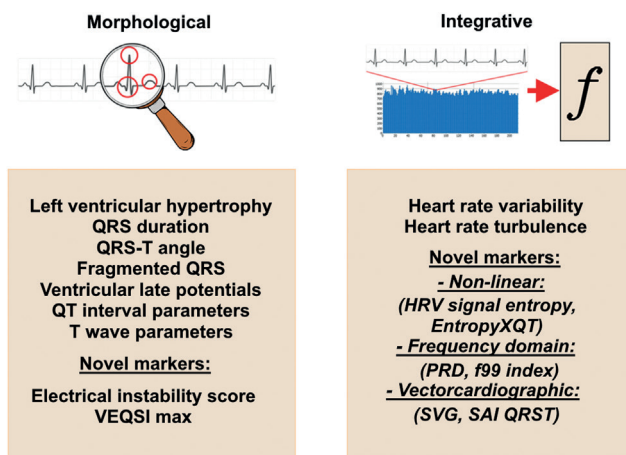 Morphological
Integrative
f
Left ventricular hypertrophy
QRS duration
QRS-T angle
Fragmented QRS
Ventricular late potentials
QT interval parameters
T wave parameters
Novel markers:
Electrical instability score
VEQSI max
Heart rate variability
Heart rate turbulence
Novel markers:
- Non-linear:
(HRV signal entropy,
EntropyXQT)
- Frequency domain:
(PRD, f99 index)
- Vectorcardiographic:
(SVG, SAI QRST)